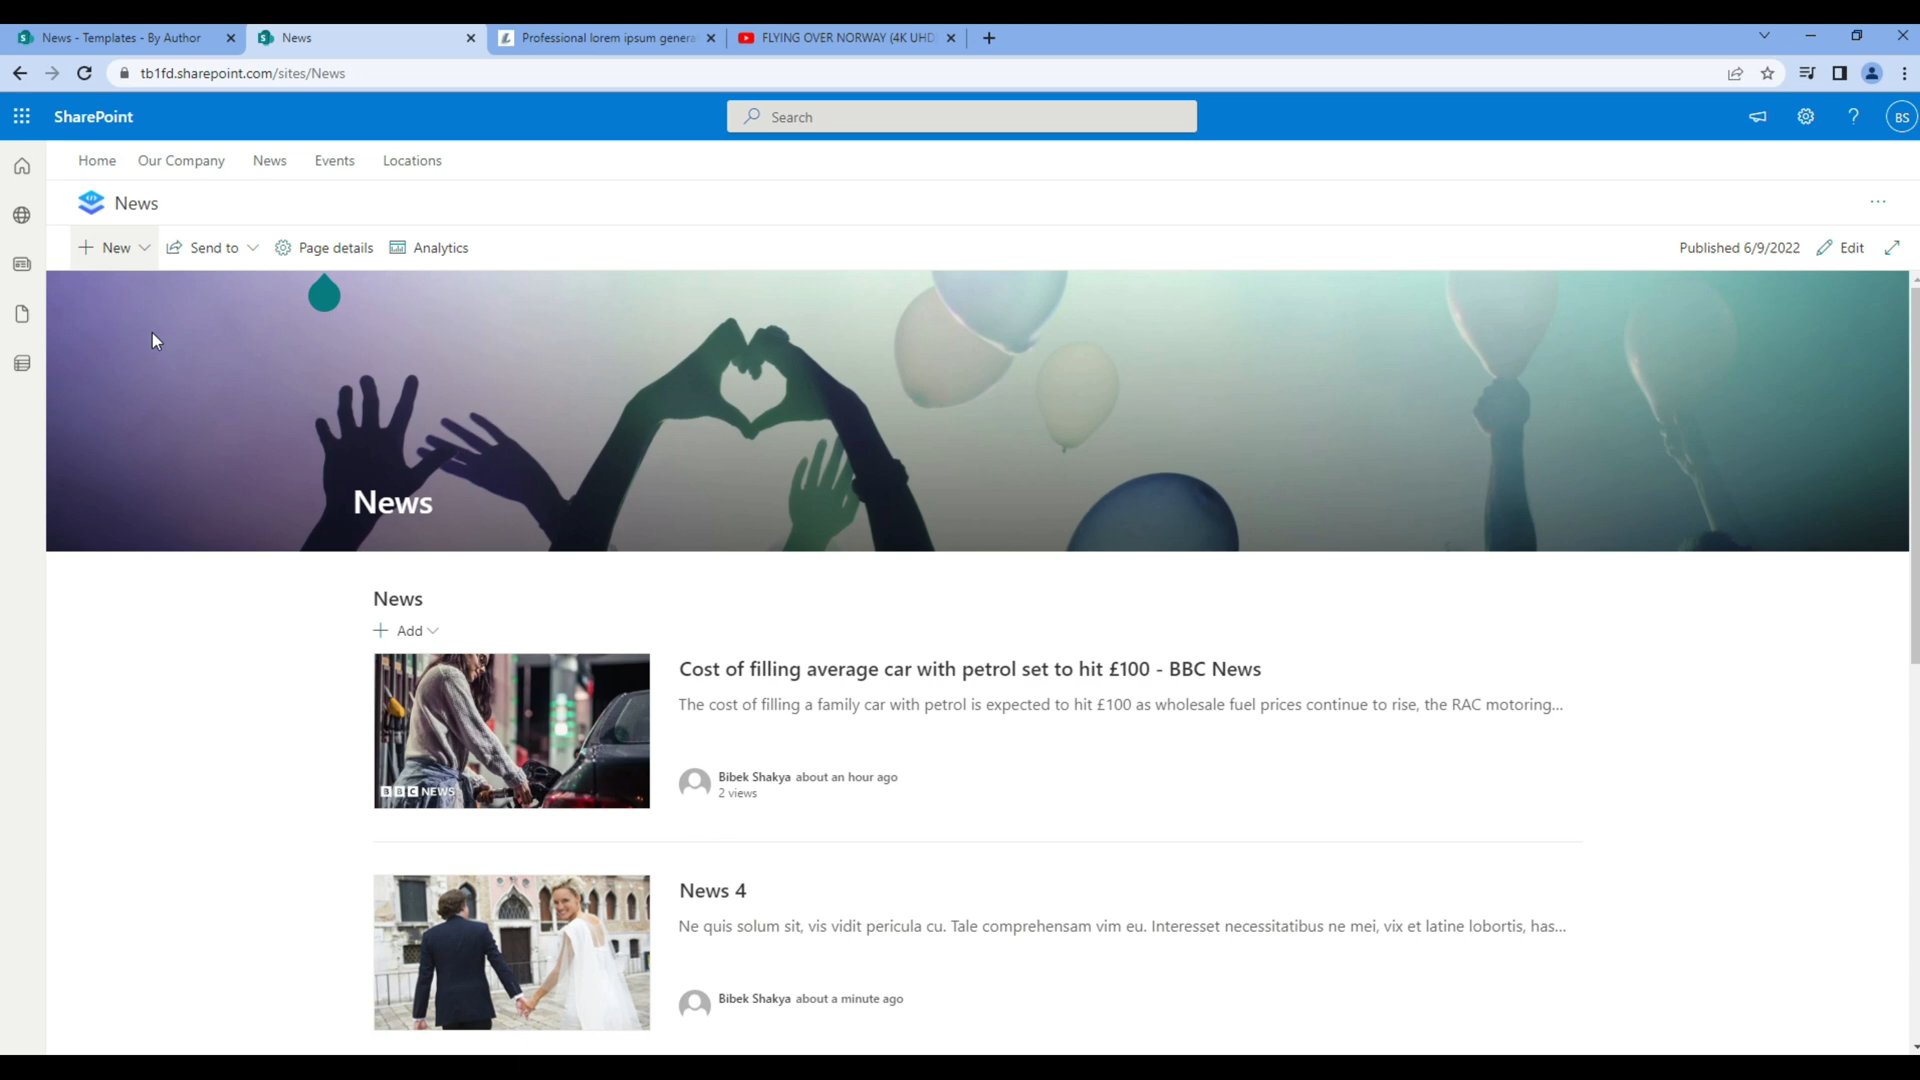 News - Templates - By Author
News
Professional lorem ipsum genera
FLYING OVER NORWAY (4K UHD
tb1fd.sharepoint.com/sites/News
SharePoint
Search
BS
Home Our Company News Events Locations
News
New Send to Page details Analytics
Published 6/9/2022 Edit
News
News
Add
BBC NEWS
Cost of filling average car with petrol set to hit £100 - BBC News
The cost of filling a family car with petrol is expected to hit £100 as wholesale fuel prices continue to rise, the RAC motoring...
Bibek Shakya about an hour ago
2 views
News 4
Ne quis solum sit, vis vidit pericula cu. Tale comprehensam vim eu. Interesset necessitatibus ne mei, vix et latine lobortis, has...
Bibek Shakya about a minute ago